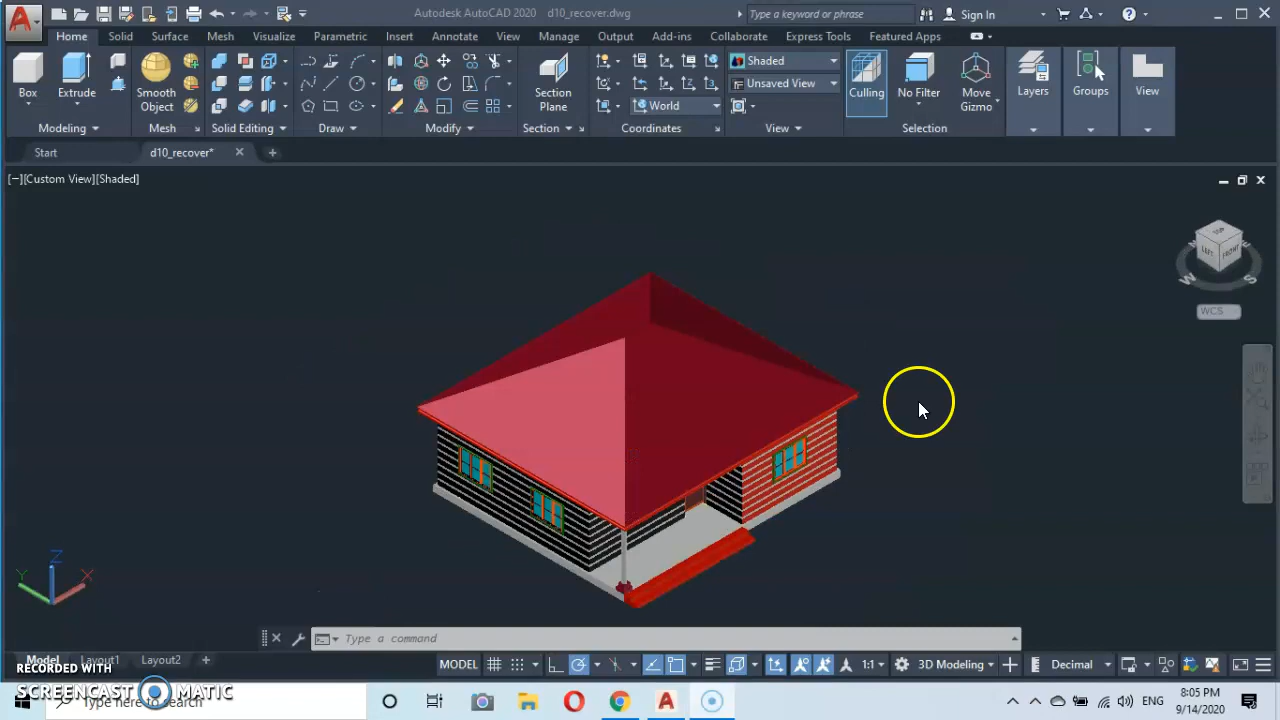 Autodesk AutoCAD 2020 d10_recover.dwg
Type a keyword or phrase
Sign In
Home Solid Surface Mesh Visualize Parametric Insert Annotate View Manage Output Add-ins Collaborate Express Tools Featured Apps
Box
Extrude
Smooth
Object
Section
Plane
Shaded
Unsaved View
World
Culling
No Filter
Move
Gizmo
Layers
Groups
View
Modeling
Mesh
Solid Editing
Draw
Modify
Section
Coordinates
View
Selection
Start
d10_recover*
[−][Custom View][Shaded]
TOP
LEFT
FRONT
W
S
WCS
Z
Y
X
Type a command
Model Layout1 Layout2
MODEL
1:1
3D Modeling
Decimal
RECORDED WITH
SCREENCAST MATIC
Type here to search
ENG
8:05 PM
9/14/2020